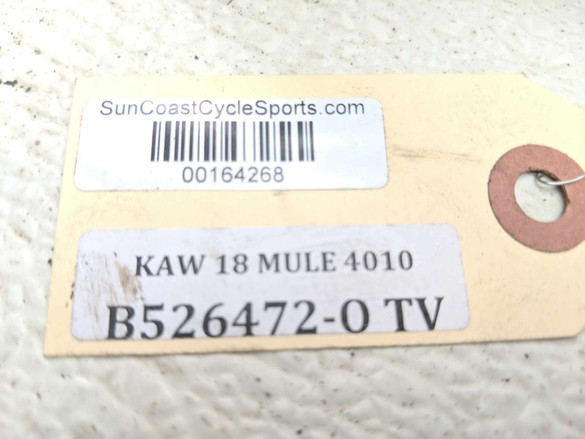 SunCoastCycleSports.com
00164268
KAW 18 MULE 4010
B526472-O TV